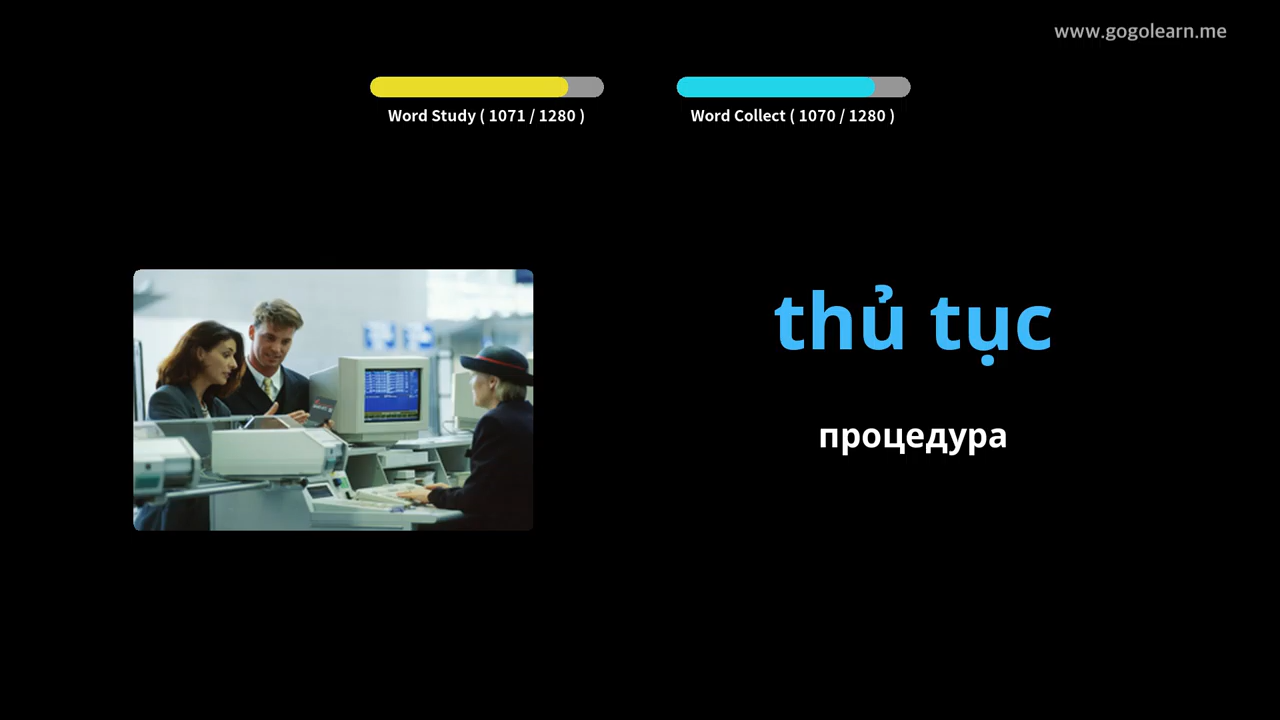 www.gogolearn.me
Word Study ( 1071 / 1280 )
Word Collect ( 1070 / 1280 )
thủ tục
процедура